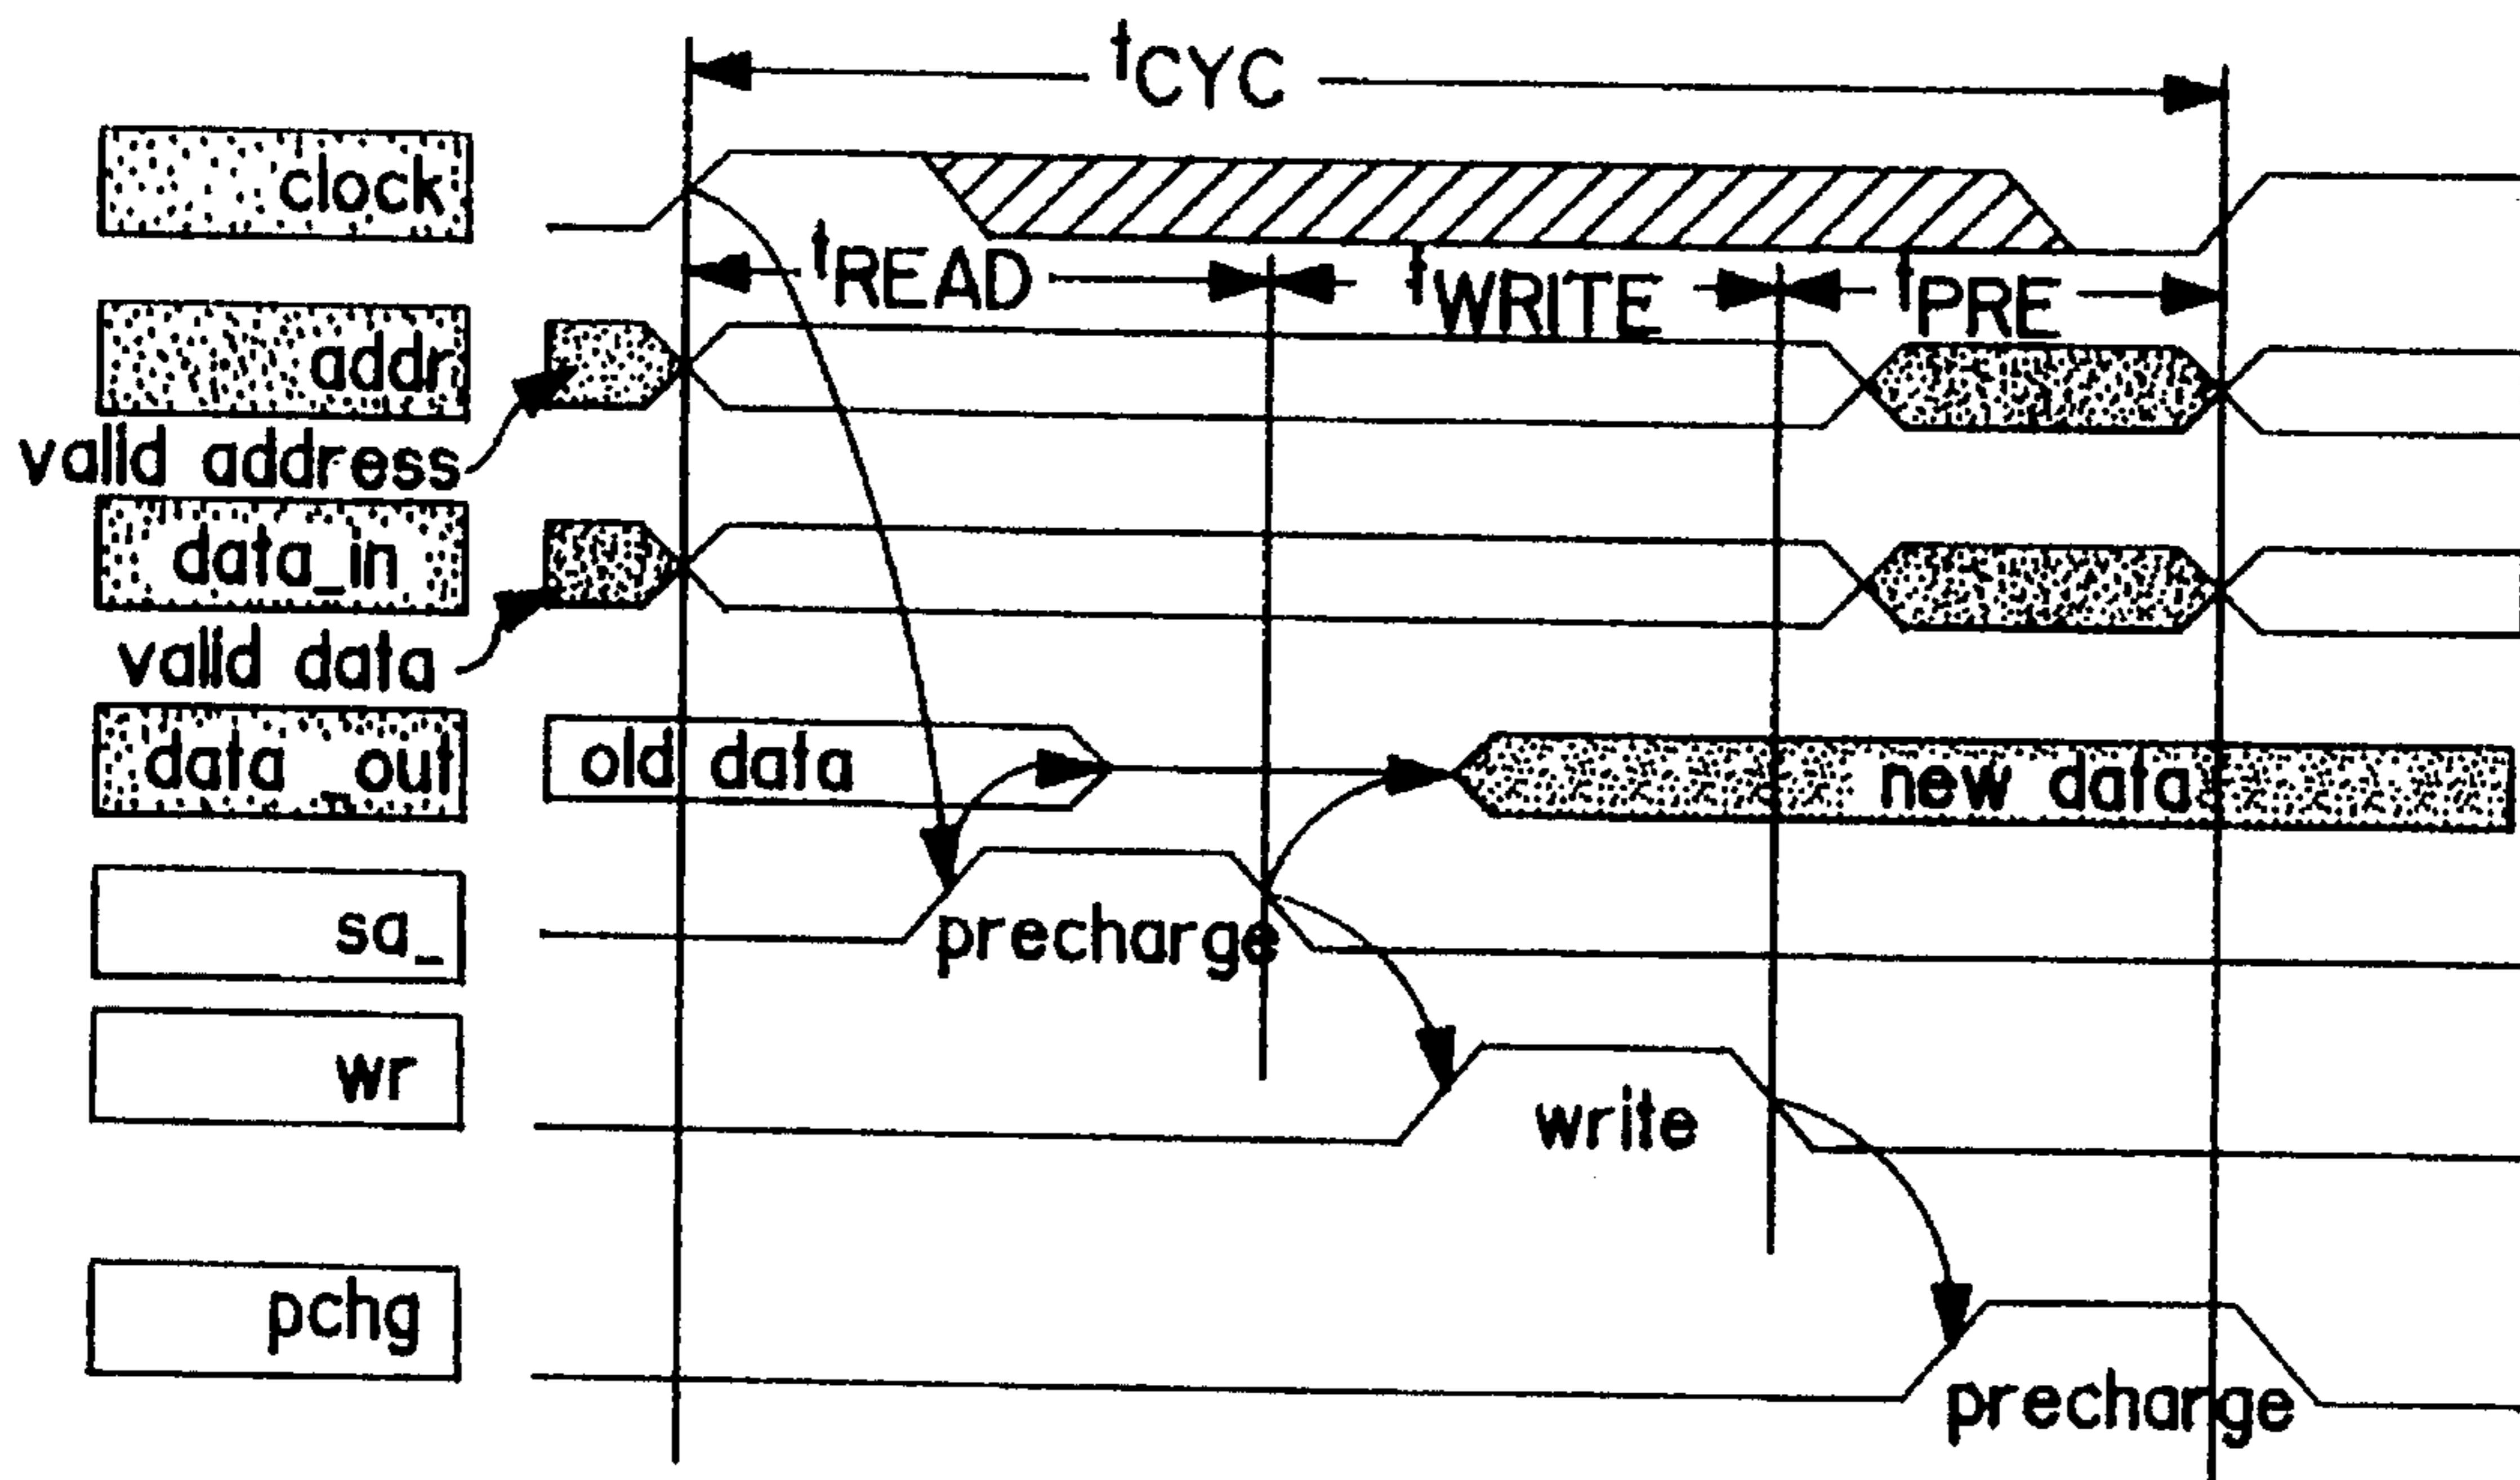 tCYC
clock
tREAD
tWRITE
tPRE
addr
valid address
data_in
valid data
data_out
old data
new data
sa_
precharge
wr
write
pchg
precharge